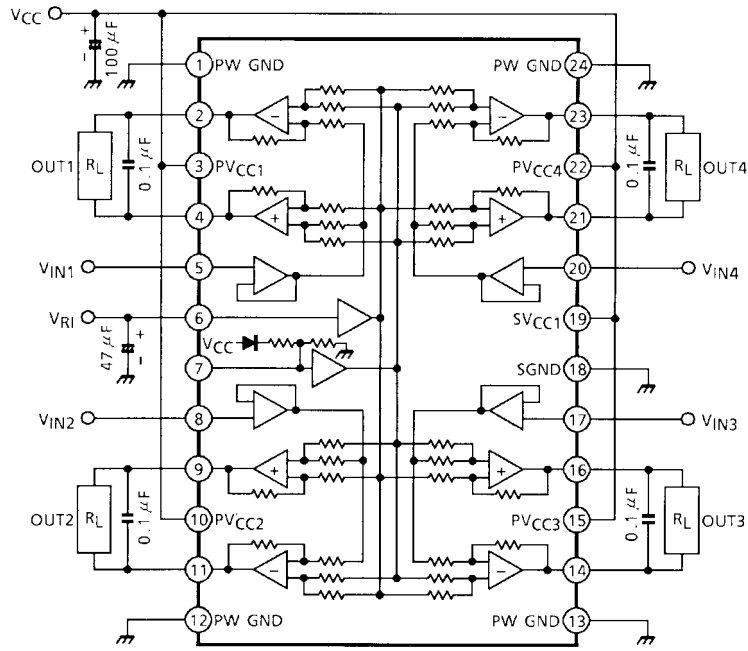 VCC
− +
100 μF
1 PW GND
PW GND 24
2
−
−
23
OUT1
RL
0.1 μF
3 PVCC1
PVCC4 22
0.1 μF
RL
OUT4
4
+
+
21
VIN1
5
20
VIN4
VRI
6
SVCC1 19
47 μF
− +
VCC
7
SGND 18
VIN2
8
17
VIN3
9
+
+
16
OUT2
RL
0.1 μF
10 PVCC2
PVCC3 15
0.1 μF
RL
OUT3
11
−
−
14
12 PW GND
PW GND 13